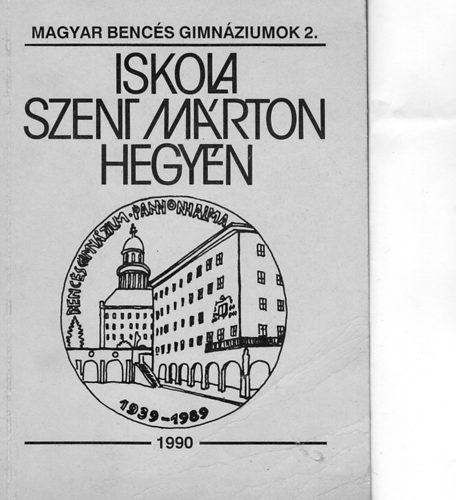 MAGYAR BENCÉS GIMNÁZIUMOK 2.
ISKOLA
SZENT MÁRTON
HEGYÉN
BENCÉS GIMNÁZIUM · PANNONHALMA
1939-1989
1990